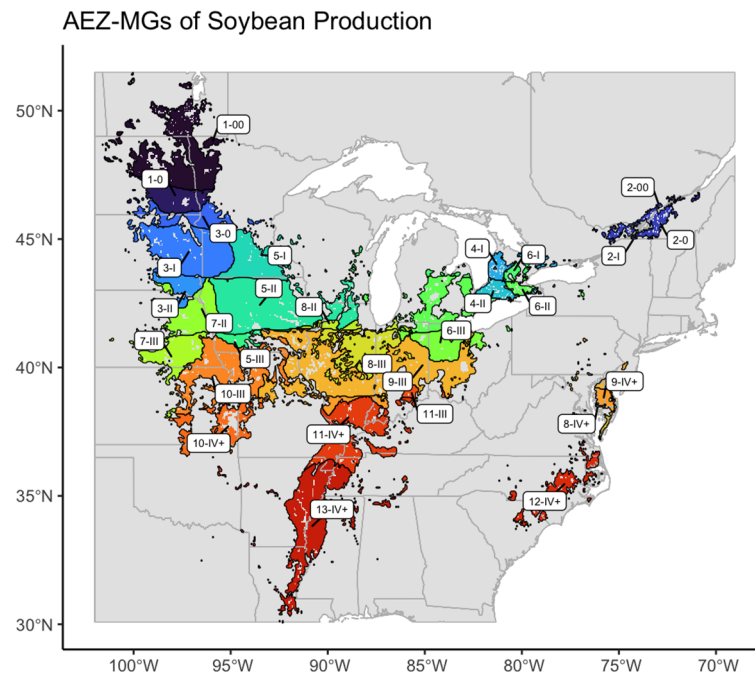 AEZ-MGs of Soybean Production
50°N
1-00
1-0
2-00
45°N
3-0
2-0
4-I
6-I
5-I
2-I
3-I
5-II
3-II
8-II
4-II
6-II
7-II
6-III
7-III
40°N
5-III
8-III
9-III
9-IV+
10-III
11-III
8-IV+
11-IV+
10-IV+
35°N
12-IV+
13-IV+
30°N
100°W
95°W
90°W
85°W
80°W
75°W
70°W